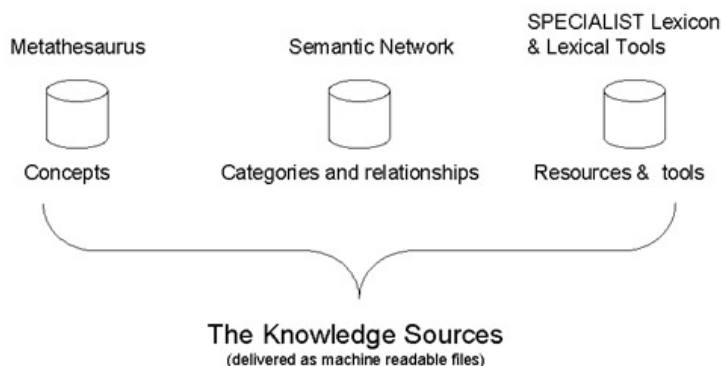 Metathesaurus
Semantic Network
SPECIALIST Lexicon
& Lexical Tools
Concepts
Categories and relationships
Resources & tools
The Knowledge Sources
(delivered as machine readable files)